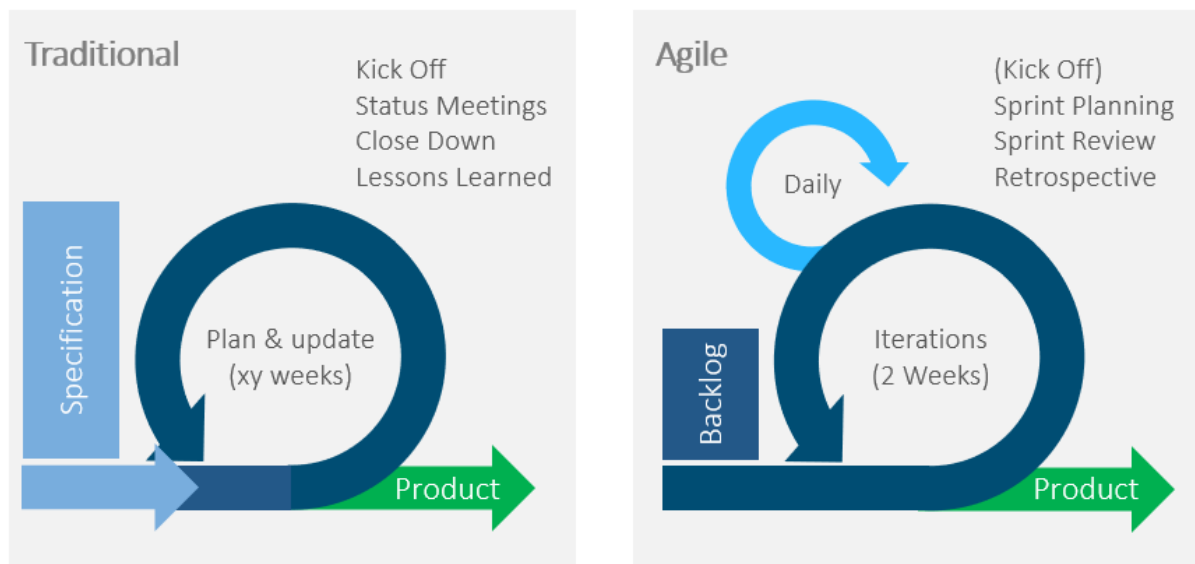 Traditional
Kick Off
Status Meetings
Close Down
Lessons Learned
Specification
Plan & update
(xy weeks)
Product
Agile
(Kick Off)
Sprint Planning
Sprint Review
Retrospective
Daily
Backlog
Iterations
(2 Weeks)
Product